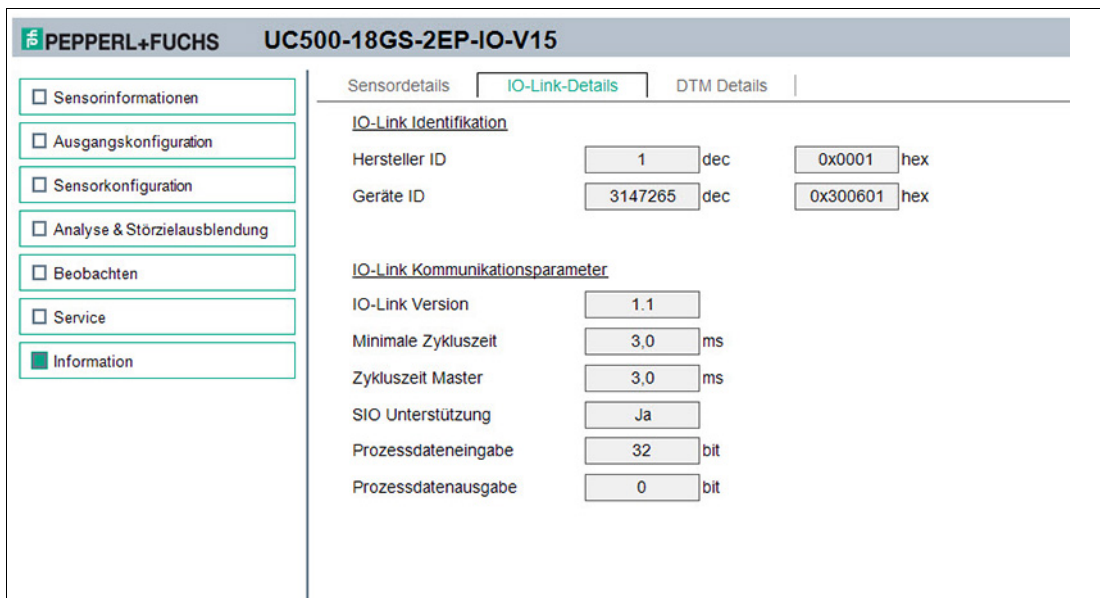 PEPPERL+FUCHS UC500-18GS-2EP-IO-V15
Sensorinformationen
Ausgangskonfiguration
Sensorkonfiguration
Analyse & Störzielausblendung
Beobachten
Service
Information
Sensordetails IO-Link-Details DTM Details
IO-Link Identifikation
Hersteller ID 1 dec 0x0001 hex
Geräte ID 3147265 dec 0x300601 hex
IO-Link Kommunikationsparameter
IO-Link Version 1.1
Minimale Zykluszeit 3,0 ms
Zykluszeit Master 3,0 ms
SIO Unterstützung Ja
Prozessdateneingabe 32 bit
Prozessdatenausgabe 0 bit